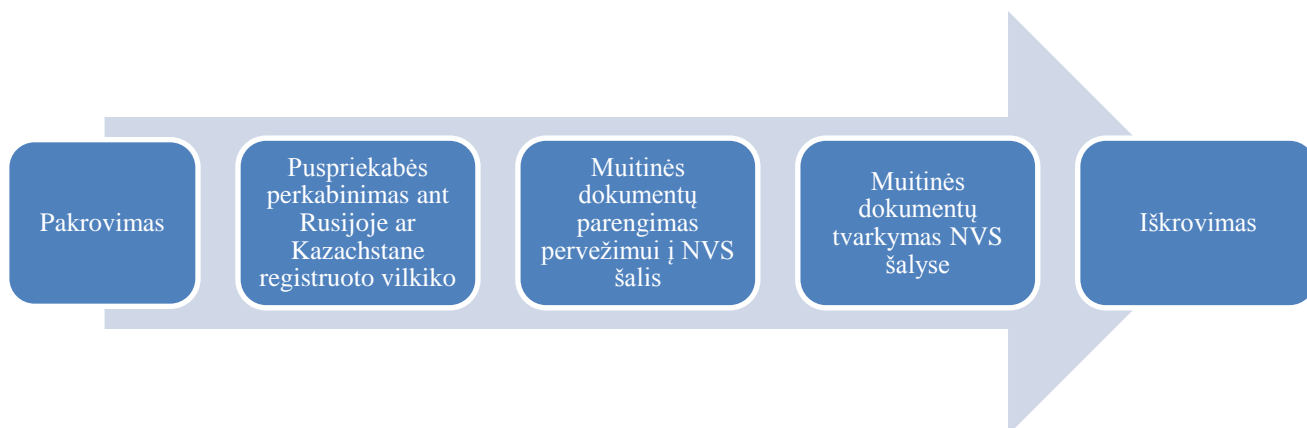 Pakrovimas
Puspriekabės
perkabinimas ant
Rusijoje ar
Kazachstane
registruoto vilkiko
Muitinės
dokumentų
parengimas
pervežimui į NVS
šalis
Muitinės
dokumentų
tvarkymas NVS
šalyse
Iškrovimas